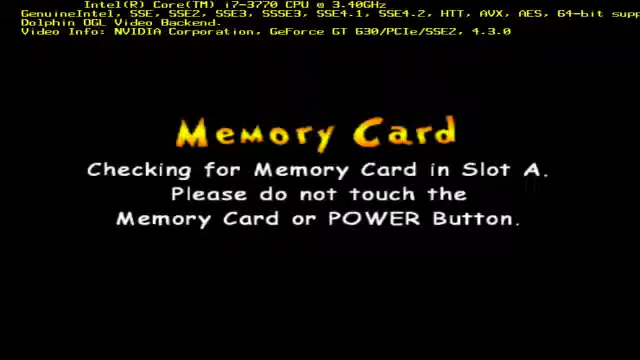 Intel(R) Core(TM) i7-3770 CPU @ 3.40GHz
GenuineIntel, SSE, SSE2, SSE3, SSSE3, SSE4.1, SSE4.2, HTT, AVX, AES, 64-bit supp
Dolphin OGL Video Backend.
Video Info: NVIDIA Corporation, GeForce GT 630/PCIe/SSE2, 4.3.0
Memory Card
Checking for Memory Card in Slot A.
Please do not touch the
Memory Card or POWER Button.